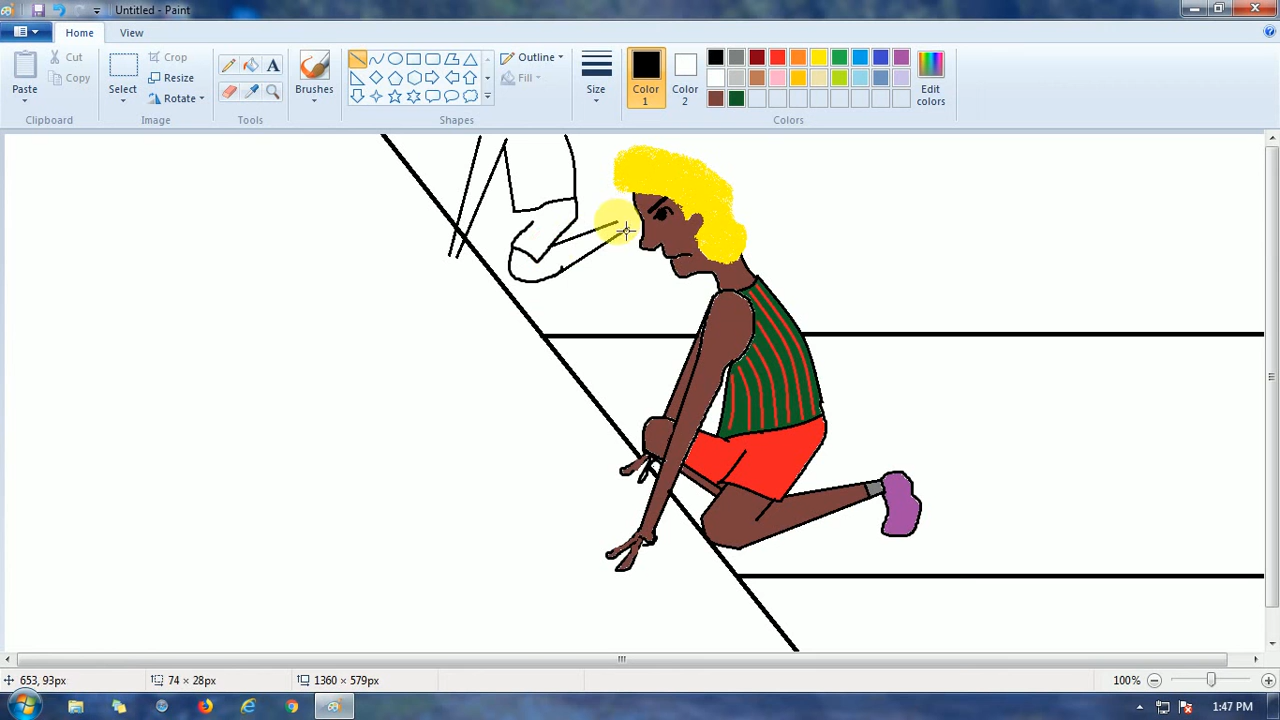 Untitled - Paint
Home
View
Paste
Cut
Copy
Clipboard
Select
Crop
Resize
Rotate
Image
Tools
Brushes
Shapes
Outline
Fill
Size
Color 1
Color 2
Edit colors
Colors
653, 93px
74 × 28px
1360 × 579px
100%
1:47 PM